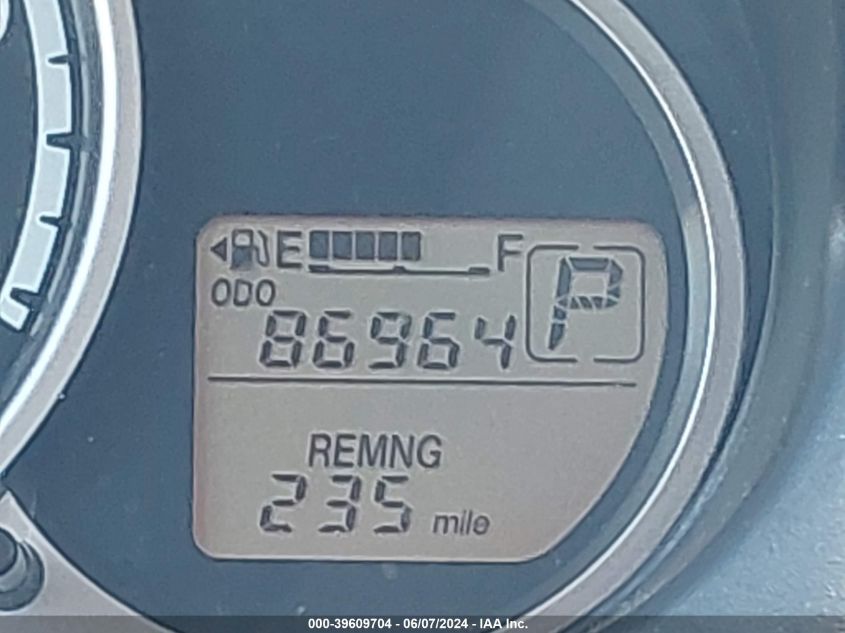 E F
P
ODO
86964
REMNG
235 mile
000-39609704 - 06/07/2024 - IAA Inc.